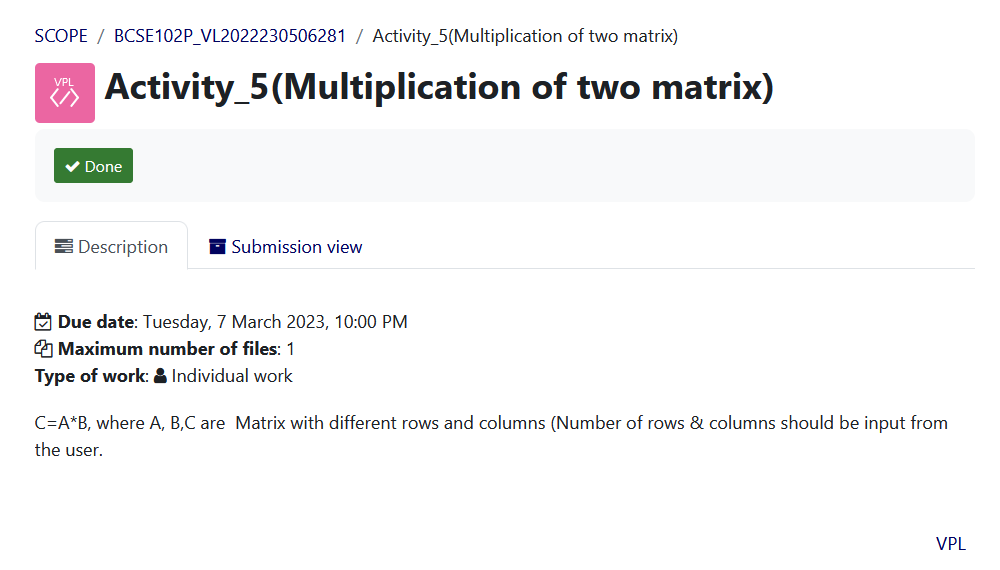 SCOPE / BCSE102P_VL2022230506281 / Activity_5(Multiplication of two matrix)
VPL
Activity_5(Multiplication of two matrix)
Done
Description
Submission view
Due date: Tuesday, 7 March 2023, 10:00 PM
Maximum number of files: 1
Type of work: Individual work
C=A*B, where A, B,C are  Matrix with different rows and columns (Number of rows & columns should be input from
the user.
VPL